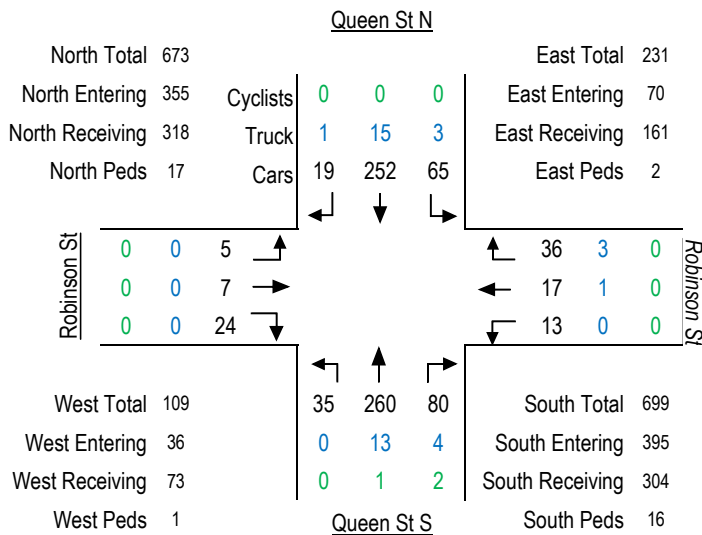 Queen St N
North Total 673
East Total 231
North Entering 355
Cyclists 0 0 0
East Entering 70
North Receiving 318
Truck 1 15 3
East Receiving 161
North Peds 17
Cars 19 252 65
East Peds 2
Robinson St
0 0 5
36 3 0
0 0 7
17 1 0
0 0 24
13 0 0
Robinson St
West Total 109
35 260 80
South Total 699
West Entering 36
0 13 4
South Entering 395
West Receiving 73
0 1 2
South Receiving 304
West Peds 1
Queen St S
South Peds 16